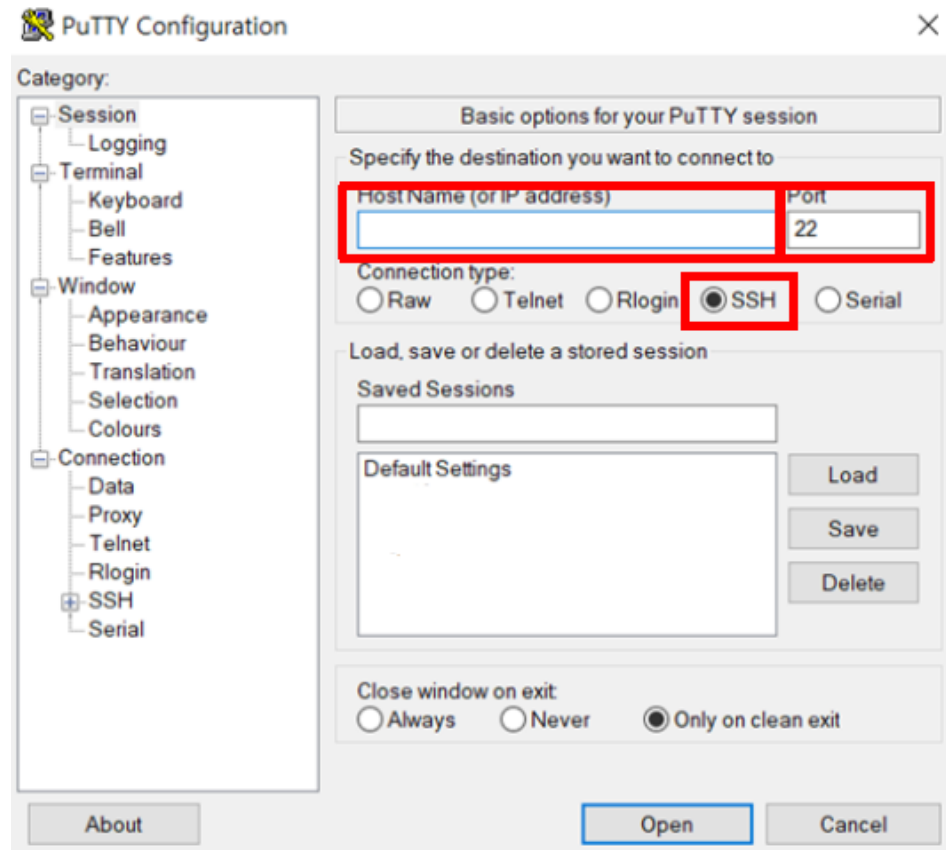 PuTTY Configuration
Category:
Session
Logging
Terminal
Keyboard
Bell
Features
Window
Appearance
Behaviour
Translation
Selection
Colours
Connection
Data
Proxy
Telnet
Rlogin
SSH
Serial
Basic options for your PuTTY session
Specify the destination you want to connect to
Host Name (or IP address) Port
22
Connection type:
Raw Telnet Rlogin SSH Serial
Load, save or delete a stored session
Saved Sessions
Default Settings
Load
Save
Delete
Close window on exit:
Always Never Only on clean exit
About Open Cancel